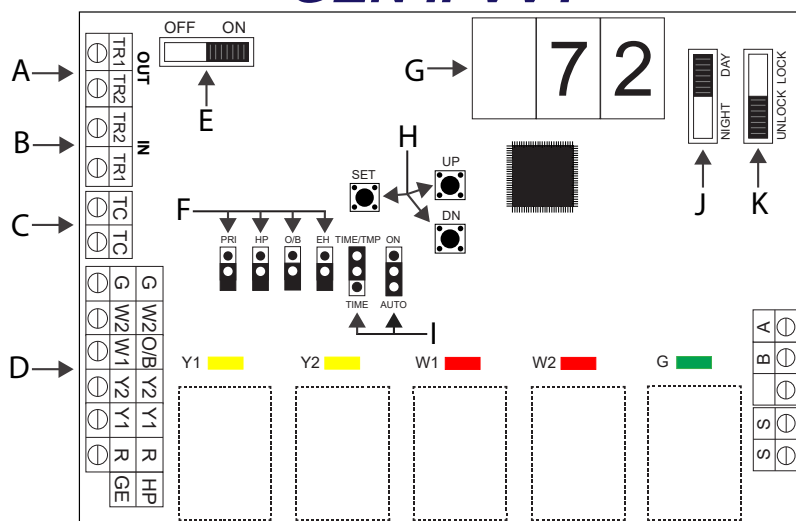 OFF ON
A
TR1
TR2
OUT
B
TR2
TR1
IN
C
TC
TC
D
G G
W2 W2
W1 O/B
Y2 Y2
Y1 Y1
R R
GE HP
E
G
7 2
DAY
NIGHT
LOCK
UNLOCK
J
K
H
SET
UP
DN
F
PRI HP O/B EH TIME/TMP ON
TIME AUTO
I
Y1 Y2 W1 W2 G
A
B
S
S